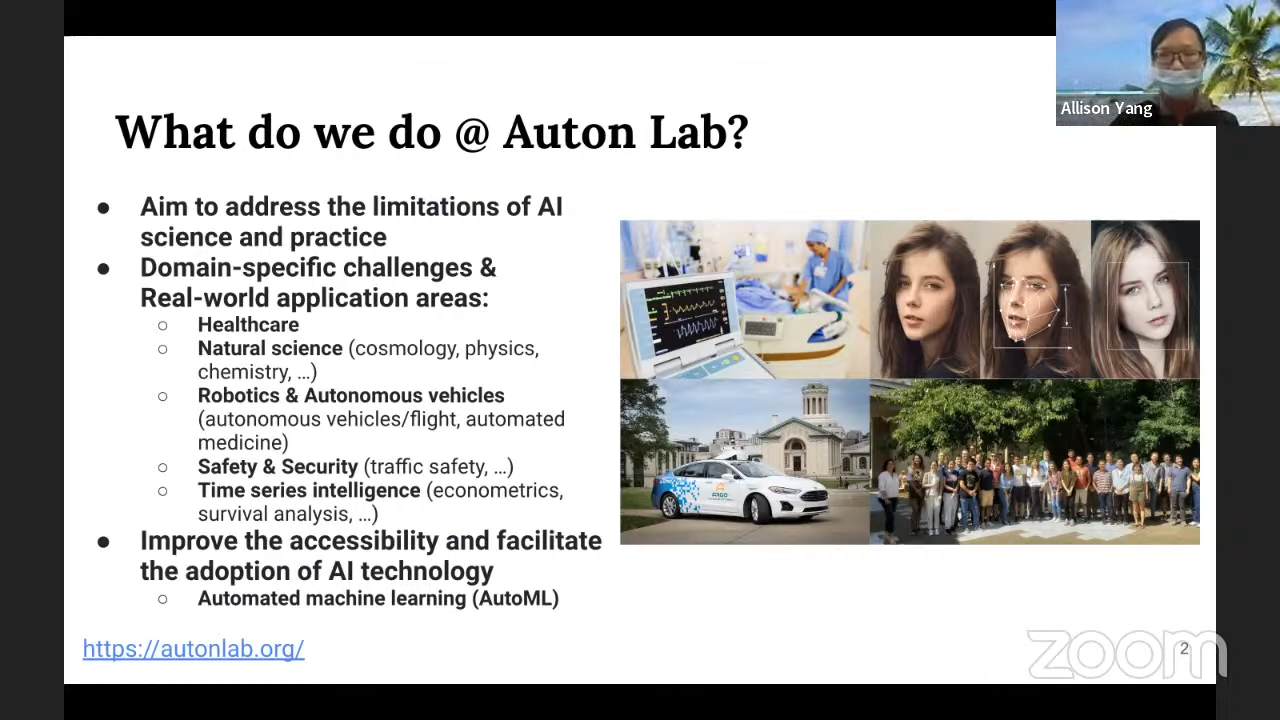 Allison Yang
What do we do @ Auton Lab?
● Aim to address the limitations of AI
science and practice
● Domain-specific challenges &
Real-world application areas:
○ Healthcare
○ Natural science (cosmology, physics,
chemistry, …)
○ Robotics & Autonomous vehicles
(autonomous vehicles/flight, automated
medicine)
○ Safety & Security (traffic safety, …)
○ Time series intelligence (econometrics,
survival analysis, …)
● Improve the accessibility and facilitate
the adoption of AI technology
○ Automated machine learning (AutoML)
ARGO
https://autonlab.org/
zoom
2